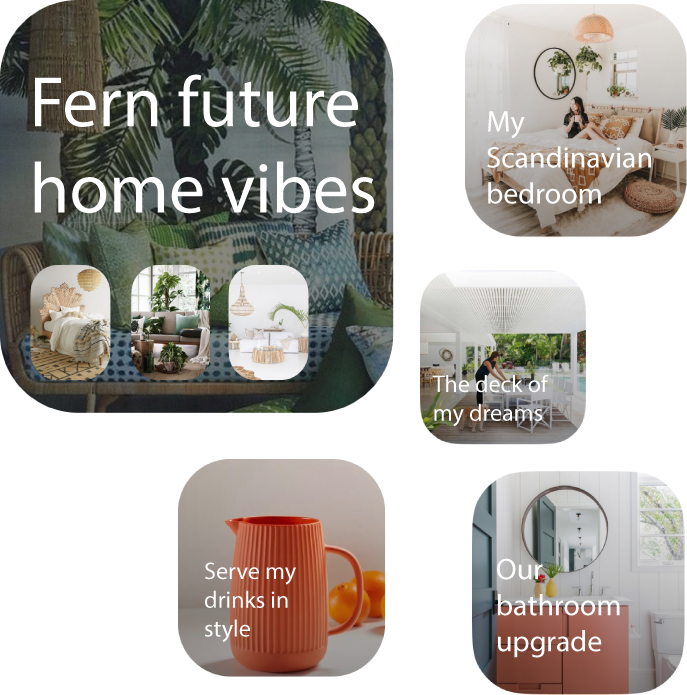 Fern future
home vibes
My
Scandinavian
bedroom
The deck of
my dreams
Serve my
drinks in
style
Our
bathroom
upgrade